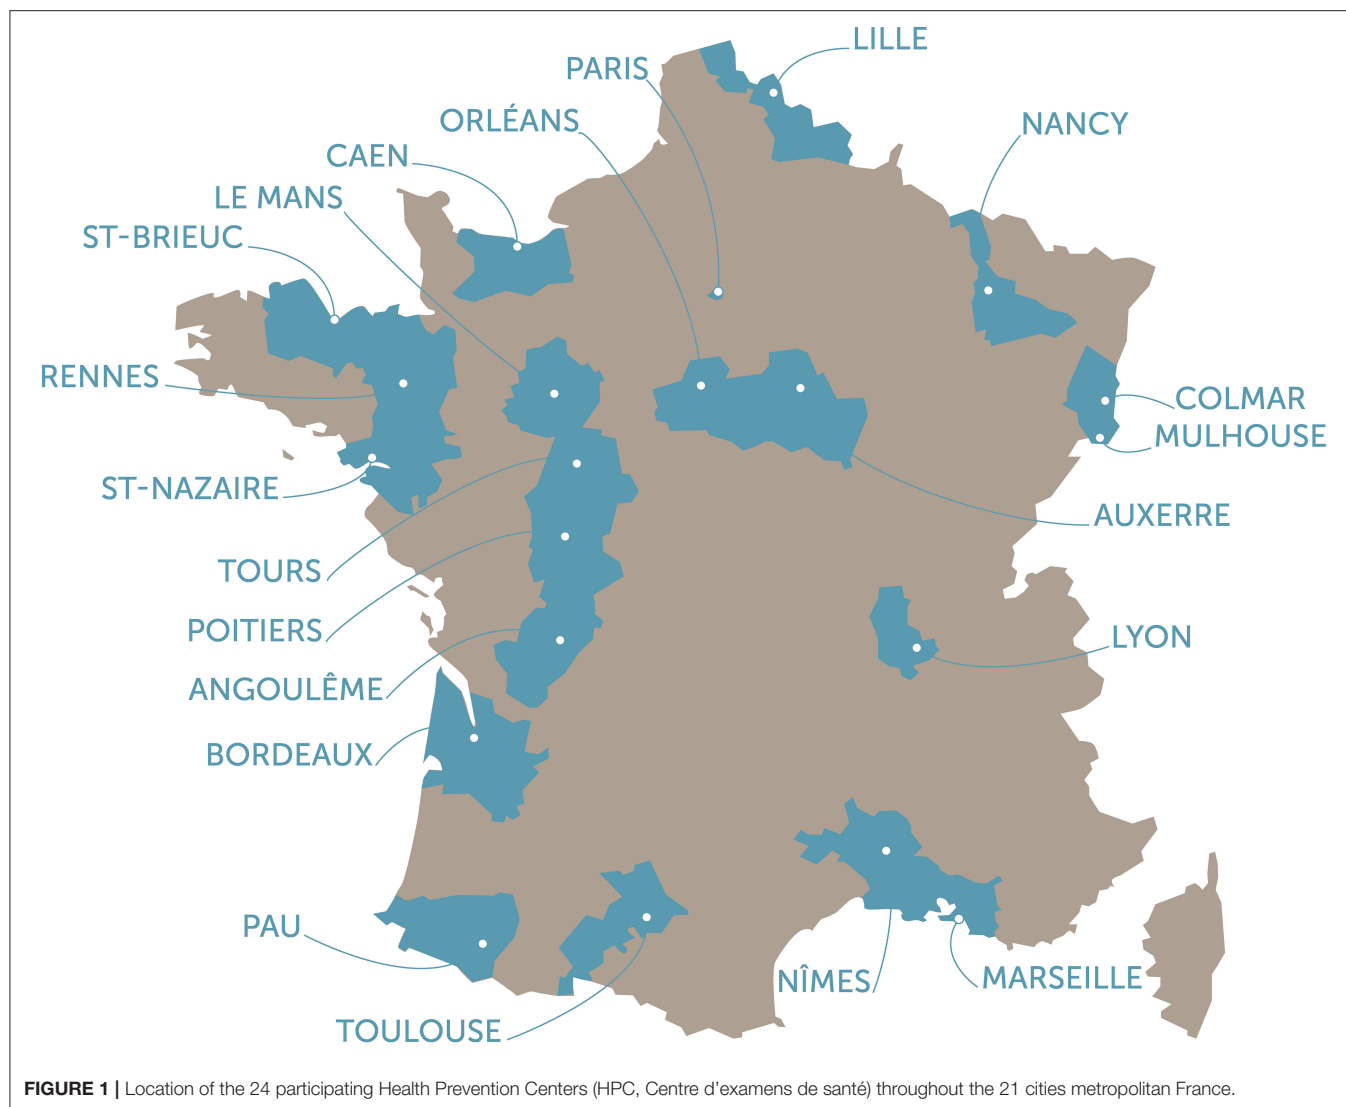 LILLE
PARIS
ORLÉANS
NANCY
CAEN
LE MANS
ST-BRIEUC
RENNES
COLMAR
MULHOUSE
ST-NAZAIRE
AUXERRE
TOURS
POITIERS
LYON
ANGOULÊME
BORDEAUX
PAU
NÎMES
MARSEILLE
TOULOUSE
FIGURE 1 | Location of the 24 participating Health Prevention Centers (HPC, Centre d'examens de santé) throughout the 21 cities metropolitan France.